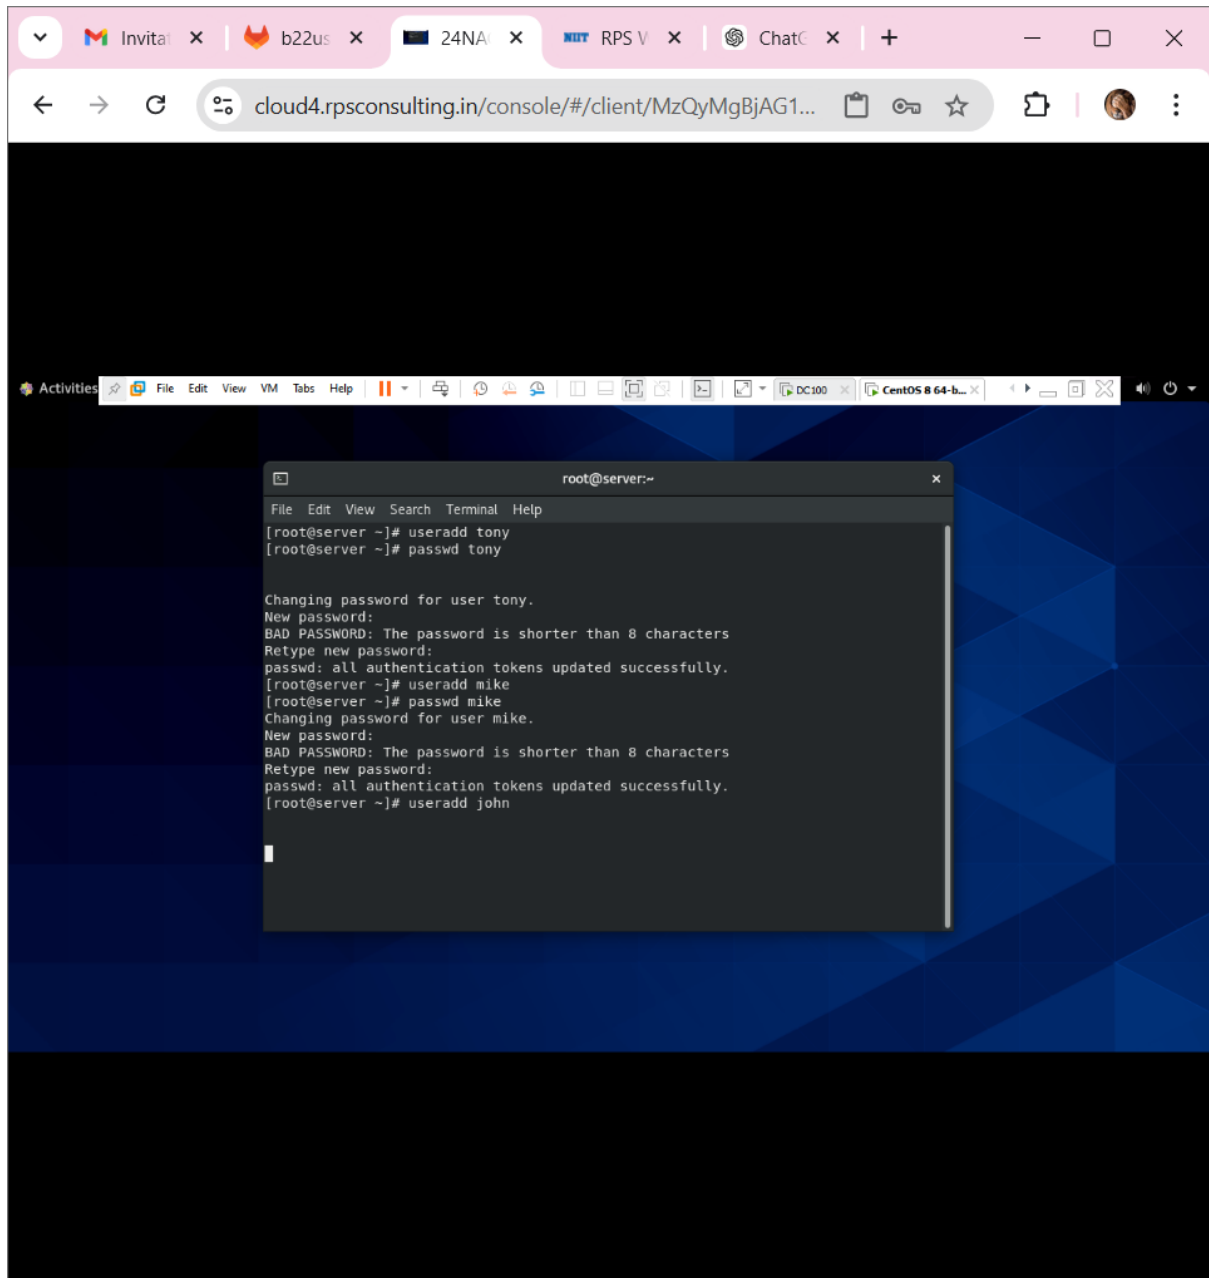 Invitat
b22us
24NA
NIIT RPS V
ChatG
cloud4.rpsconsulting.in/console/#/client/MzQyMgBjAG1...
Activities
File Edit View VM Tabs Help
DC100
CentOS 8 64-b...
root@server:~
File Edit View Search Terminal Help
[root@server ~]# useradd tony
[root@server ~]# passwd tony
Changing password for user tony.
New password:
BAD PASSWORD: The password is shorter than 8 characters
Retype new password:
passwd: all authentication tokens updated successfully.
[root@server ~]# useradd mike
[root@server ~]# passwd mike
Changing password for user mike.
New password:
BAD PASSWORD: The password is shorter than 8 characters
Retype new password:
passwd: all authentication tokens updated successfully.
[root@server ~]# useradd john